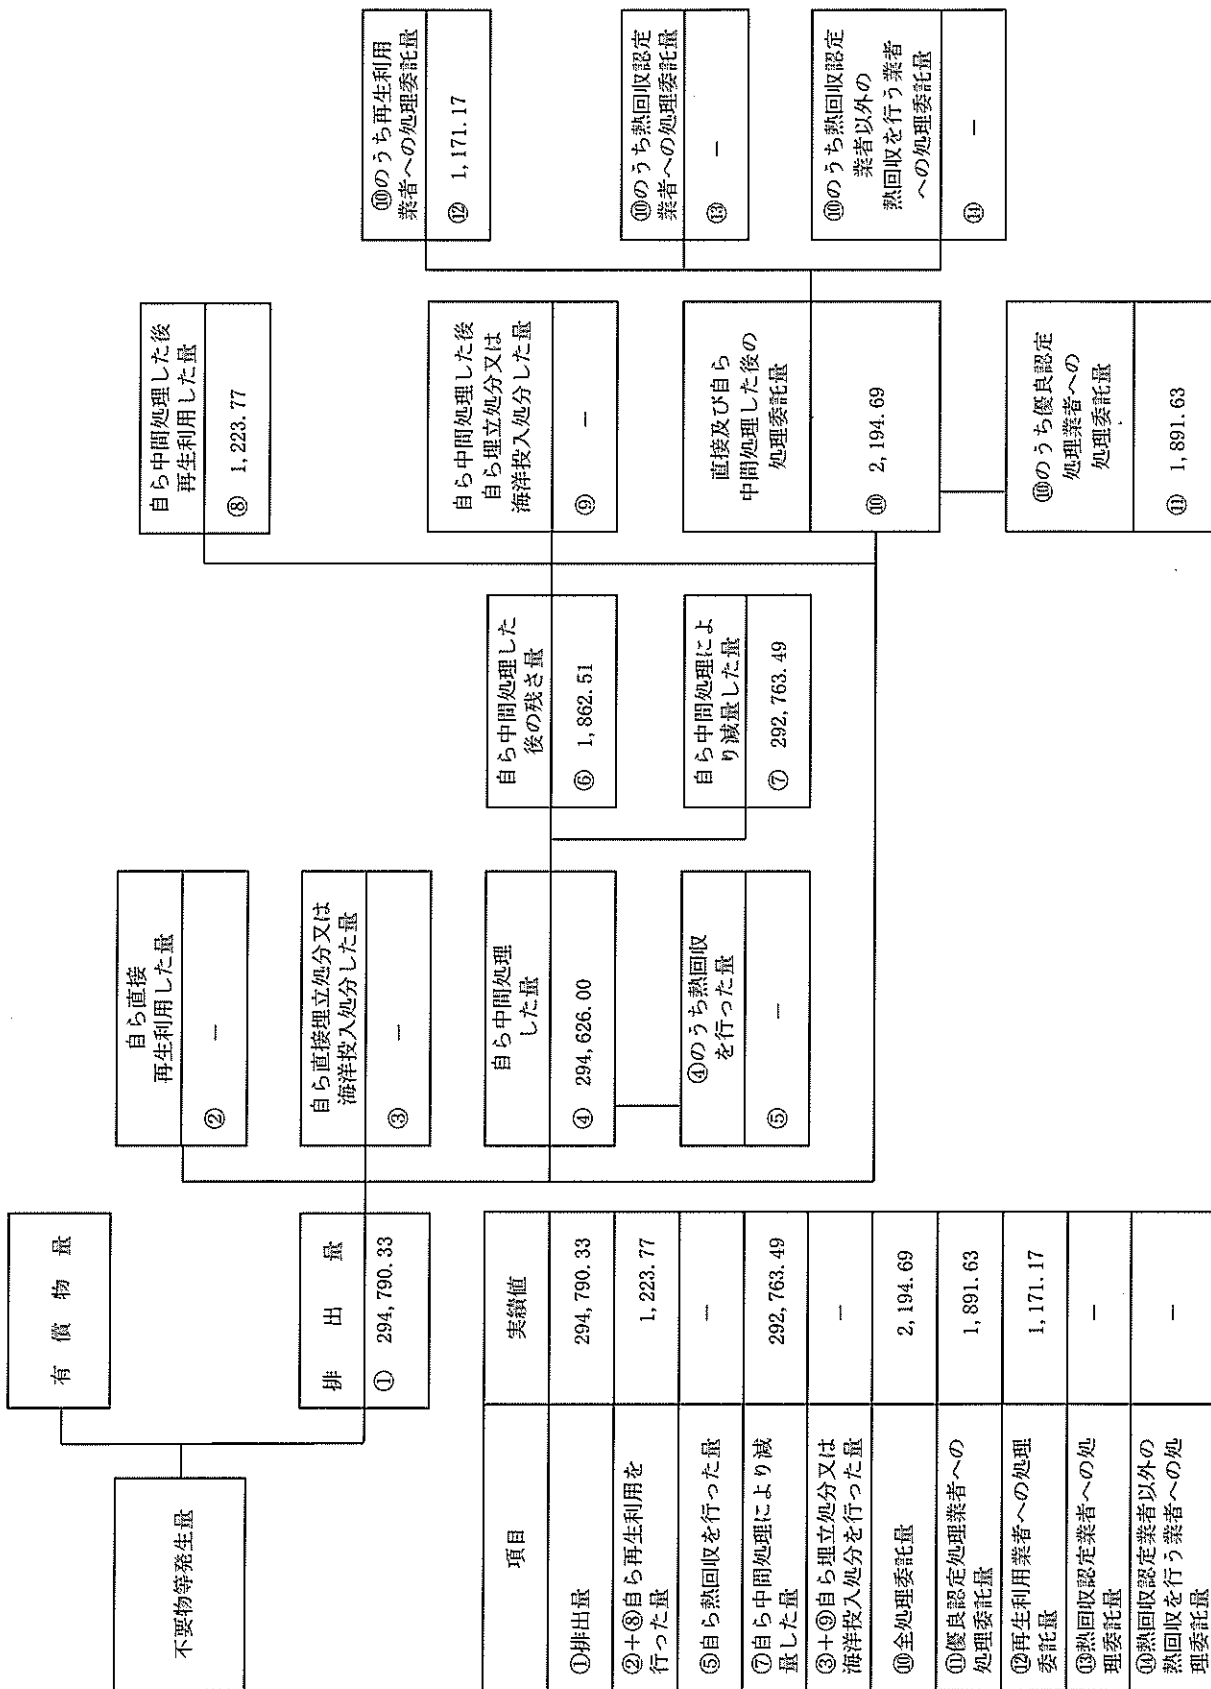 不要物等発生量
有償物量
排出量
① 294,790.33
自ら直接
再生利用した量
② －
自ら直接埋立処分又は
海洋投入処分した量
③ －
自ら中間処理
した量
④ 294,626.00
④のうち熱回収
を行った量
⑤ －
自ら中間処理した
後の残さ量
⑥ 1,862.51
自ら中間処理によ
り減量した量
⑦ 292,763.49
自ら中間処理した後
再生利用した量
⑧ 1,223.77
自ら中間処理した後
自ら埋立処分又は
海洋投入処分した量
⑨ －
直接及び自ら
中間処理した後の
処理委託量
⑩ 2,194.69
⑩のうち優良認定
処理業者への
処理委託量
⑪ 1,891.63
⑩のうち再生利用
業者への処理委託量
⑫ 1,171.17
⑩のうち熱回収認定
業者への処理委託量
⑬ －
⑩のうち熱回収認定
業者以外の
熱回収を行う業者
への処理委託量
⑭ －
項目 実績値
①排出量 294,790.33
②+⑧自ら再生利用を
行った量 1,223.77
⑤自ら熱回収を行った量 －
⑦自ら中間処理により減
量した量 292,763.49
③+⑨自ら埋立処分又は
海洋投入処分を行った量 －
⑩全処理委託量 2,194.69
⑪優良認定処理業者への
処理委託量 1,891.63
⑫再生利用業者への処理
委託量 1,171.17
⑬熱回収認定業者への処
理委託量 －
⑭熱回収認定業者以外の
熱回収を行う業者への処
理委託量 －